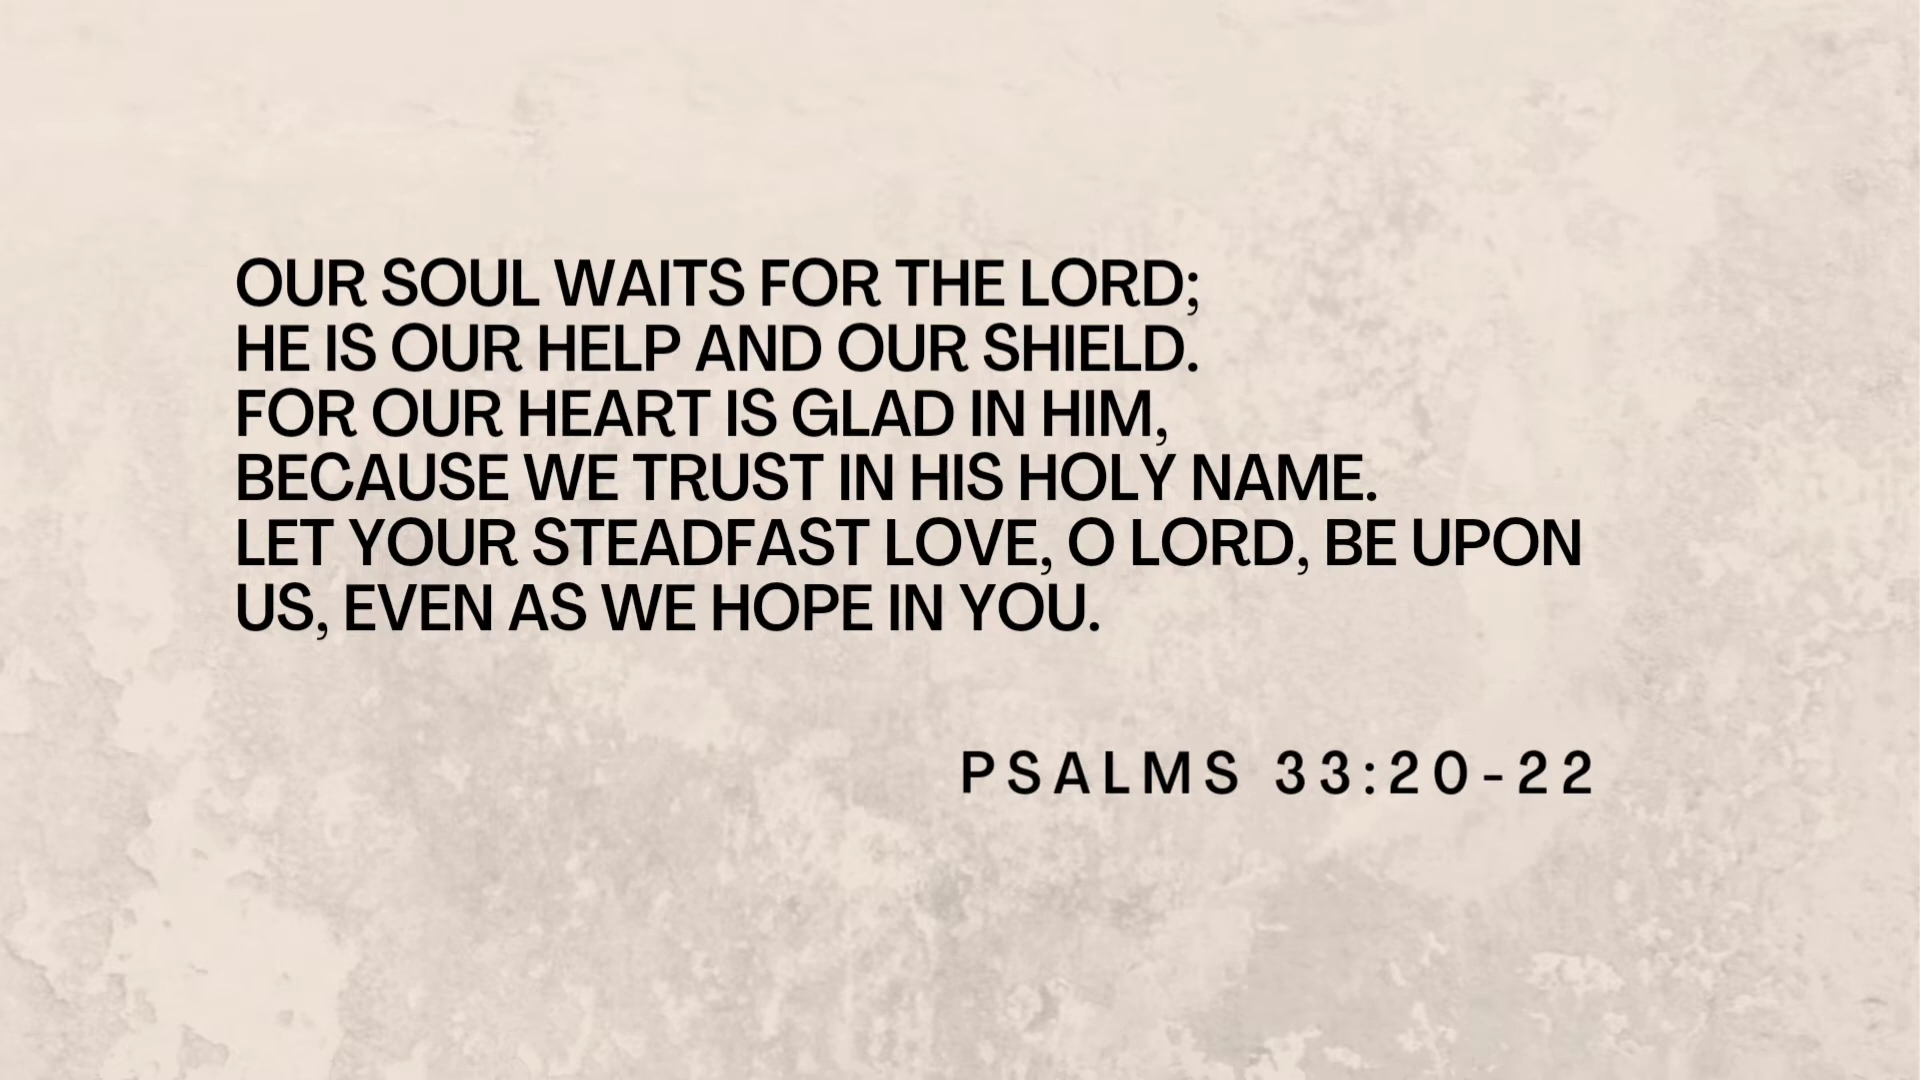 OUR SOUL WAITS FOR THE LORD;
HE IS OUR HELP AND OUR SHIELD.
FOR OUR HEART IS GLAD IN HIM,
BECAUSE WE TRUST IN HIS HOLY NAME.
LET YOUR STEADFAST LOVE, O LORD, BE UPON
US, EVEN AS WE HOPE IN YOU.
PSALMS 33:20-22